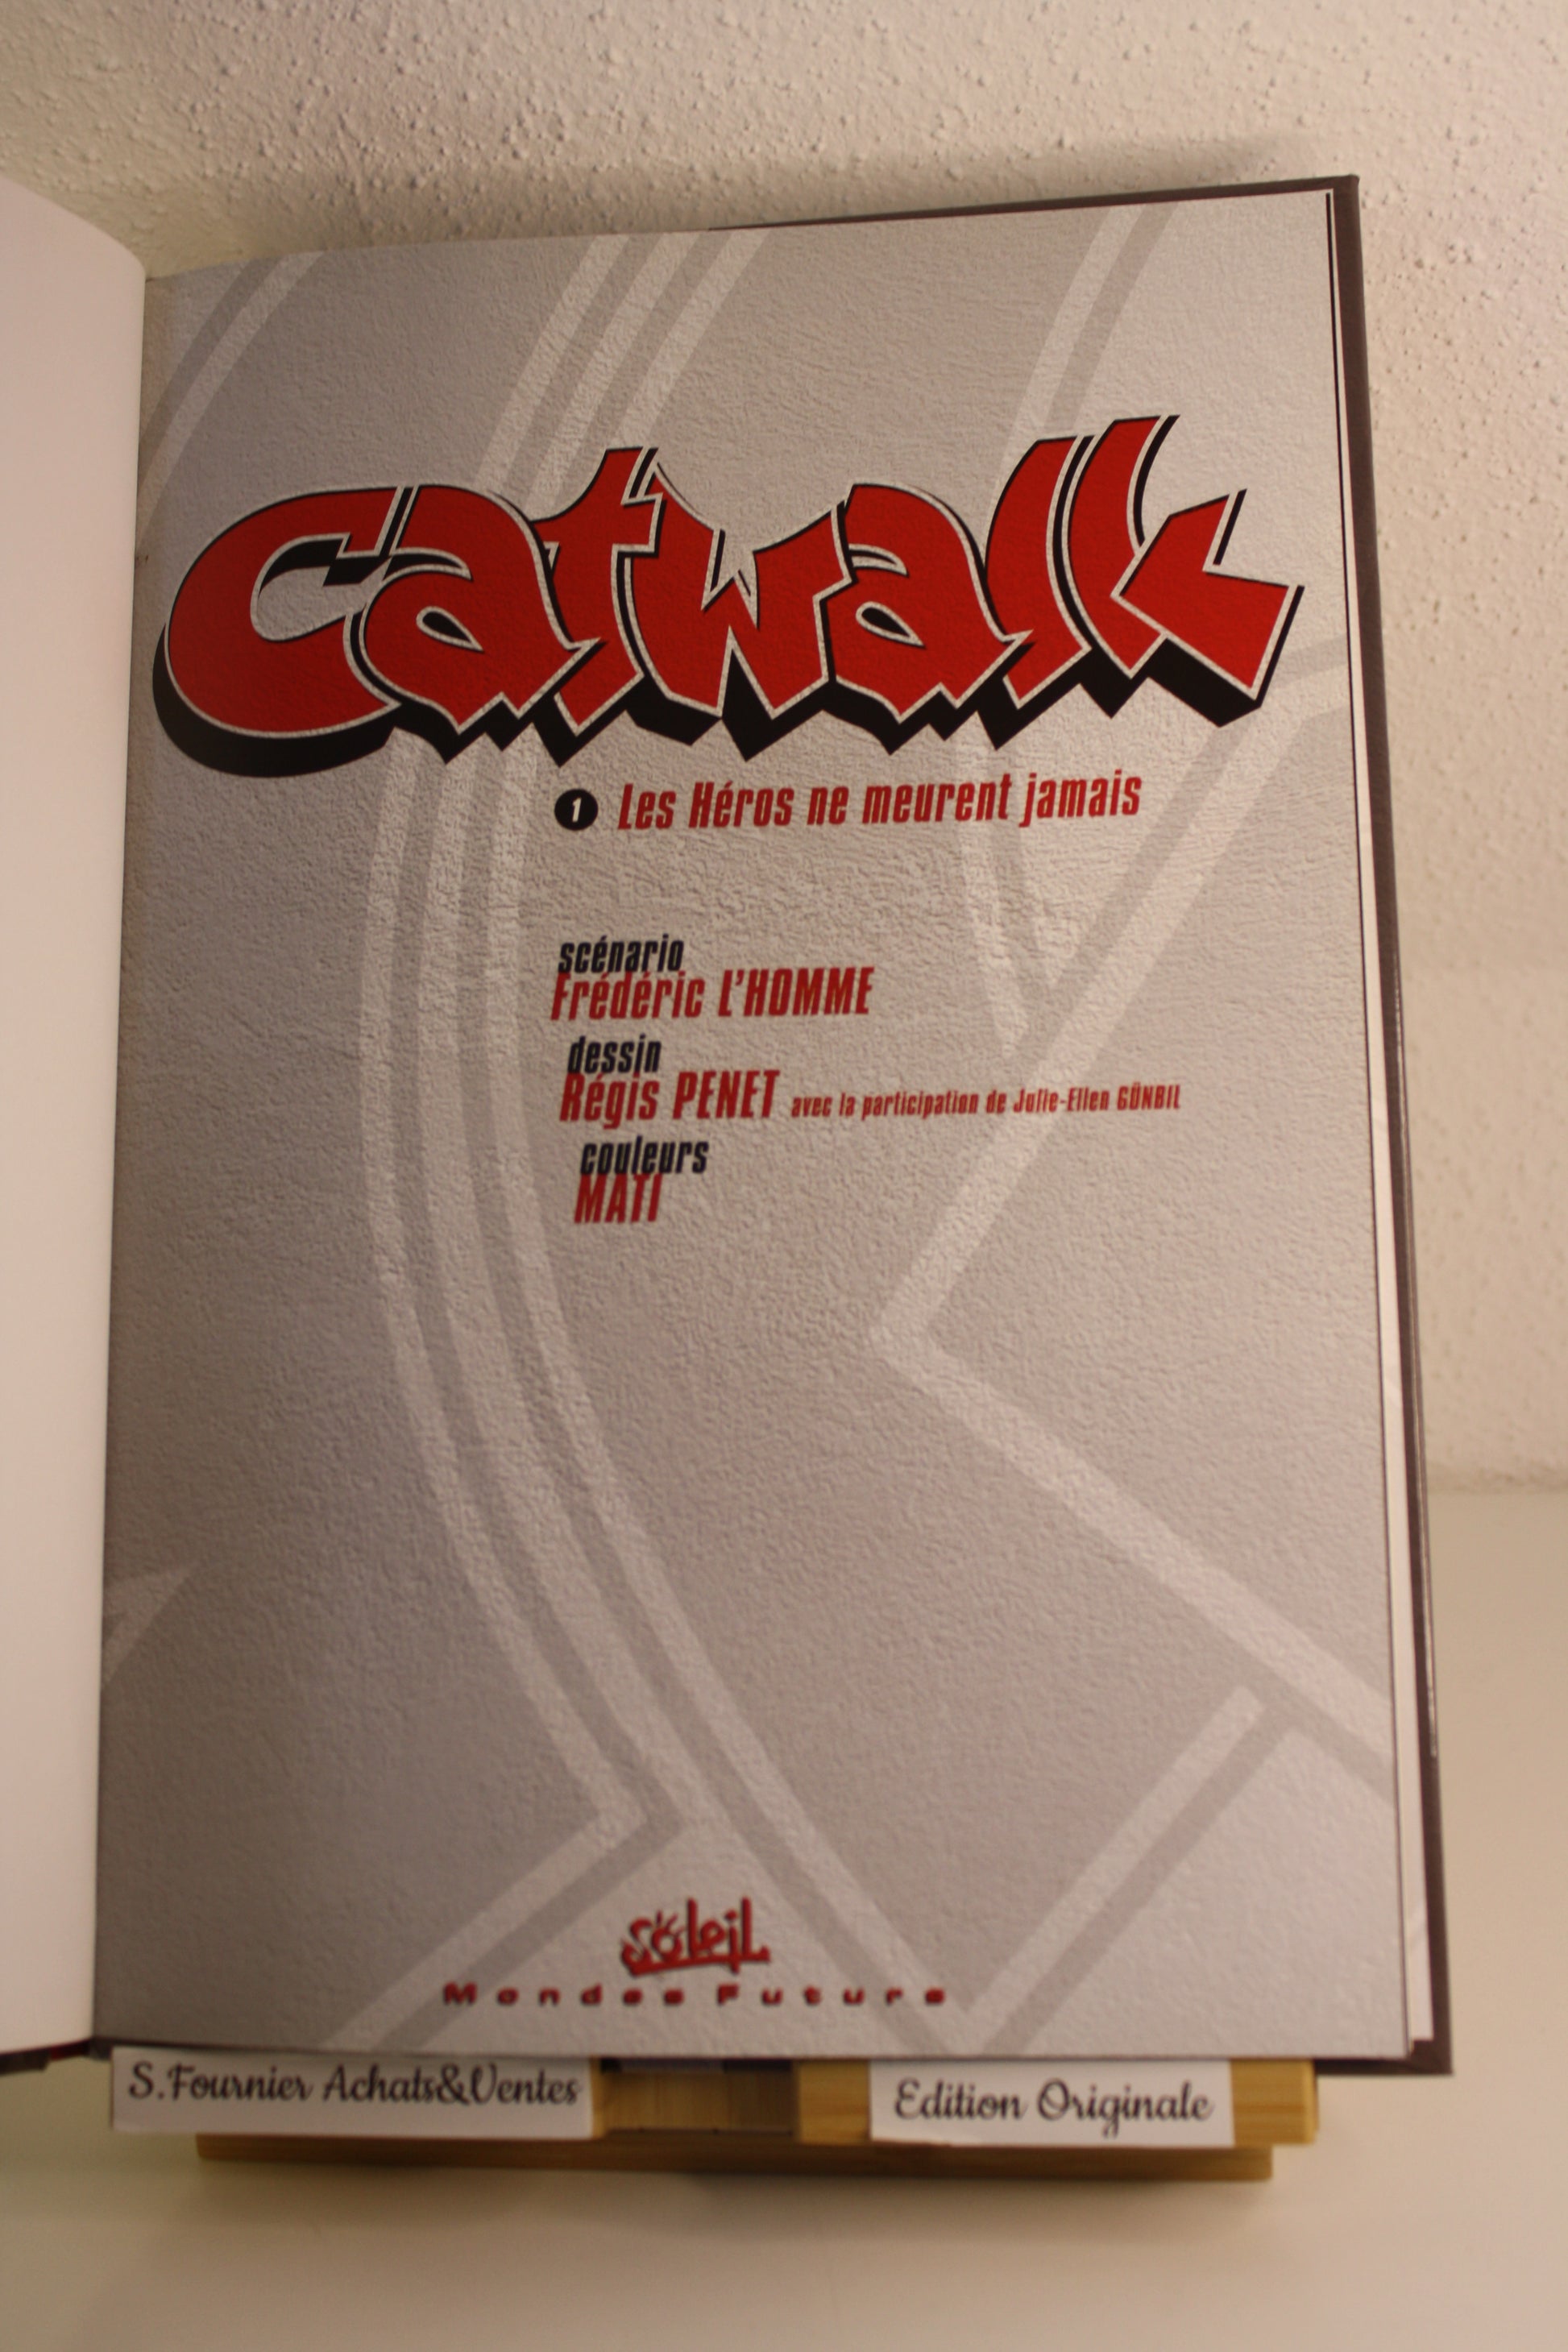 Catwalk
1 Les Héros ne meurent jamais
scénario
Frédéric L'HOMME
dessin
Régis PENET avec la participation de Julie-Ellen GÜNBIL
couleurs
MATI
soleil
Mondes Futurs
S.Fournier Achats&Ventes
Edition Originale